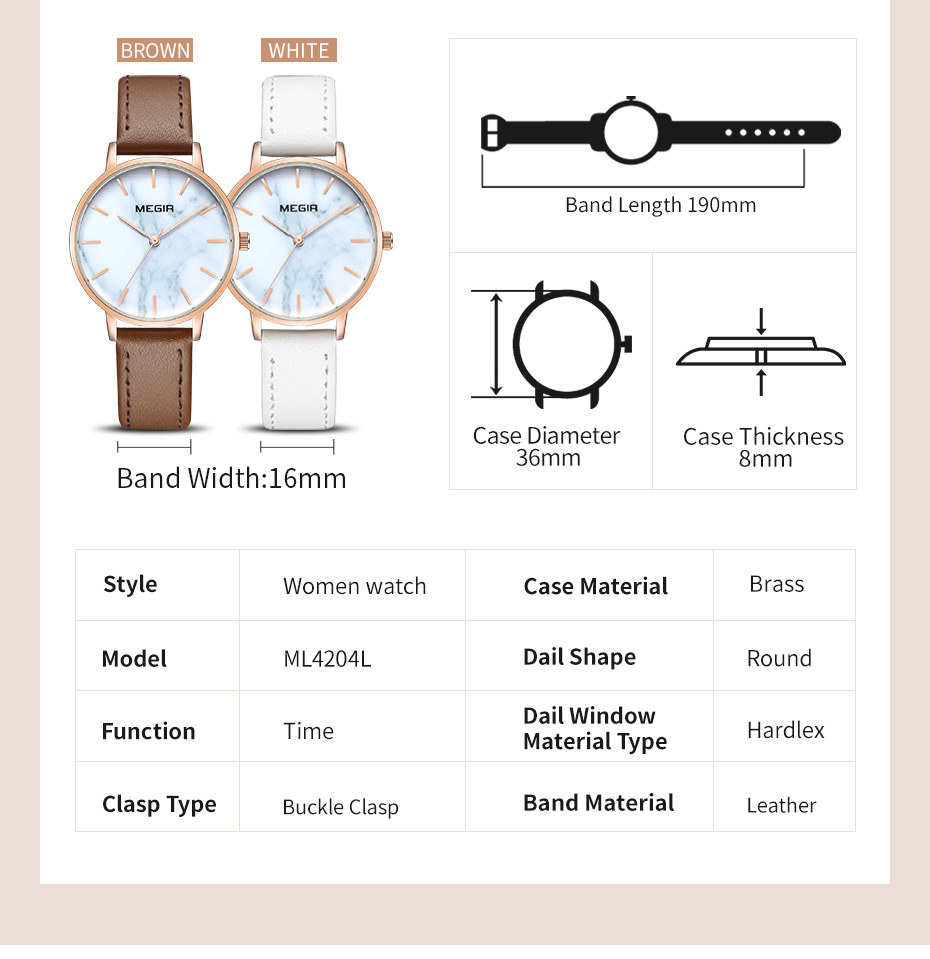 BROWN
WHITE
MEGIR
MEGIR
Band Width:16mm
Band Length 190mm
Case Diameter
36mm
Case Thickness
8mm
Style
Women watch
Case Material
Brass
Model
ML4204L
Dail Shape
Round
Function
Time
Dail Window
Material Type
Hardlex
Clasp Type
Buckle Clasp
Band Material
Leather